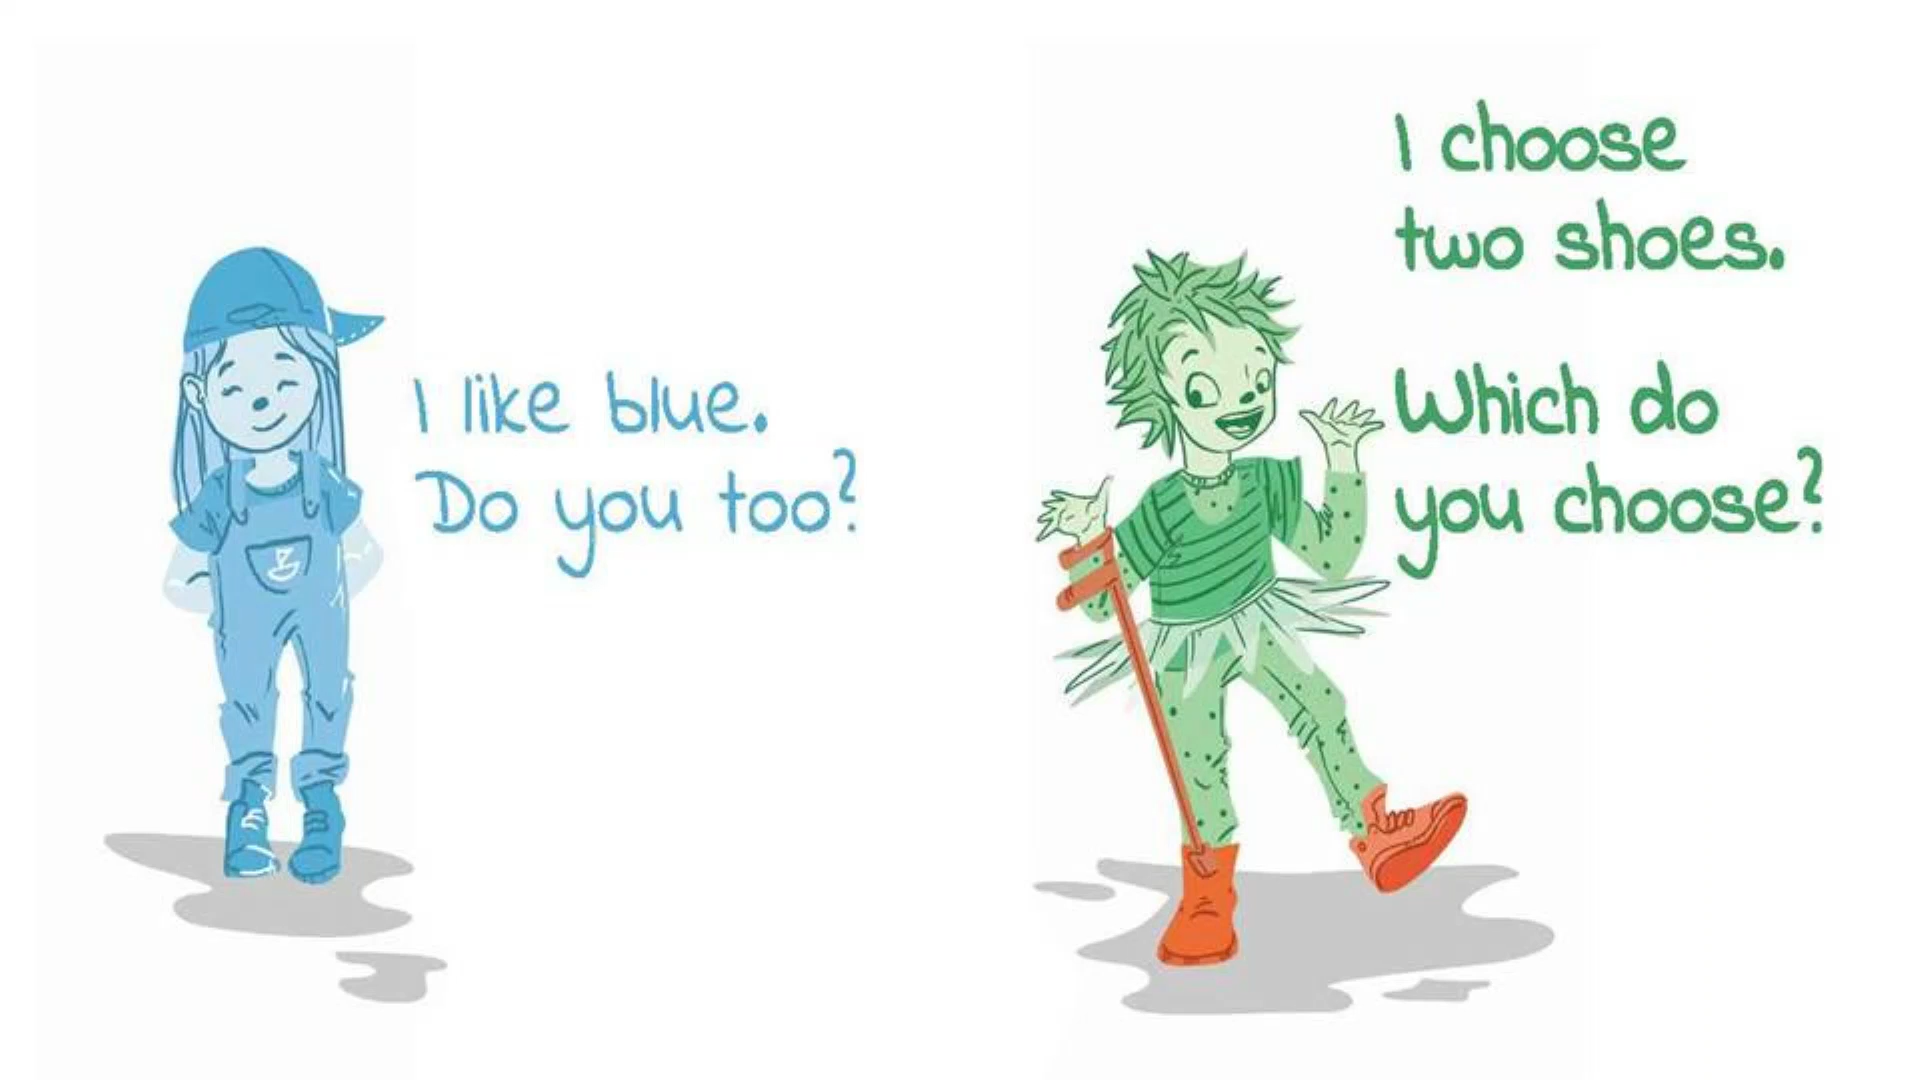 I like blue.
Do you too?
I choose
two shoes.
Which do
you choose?